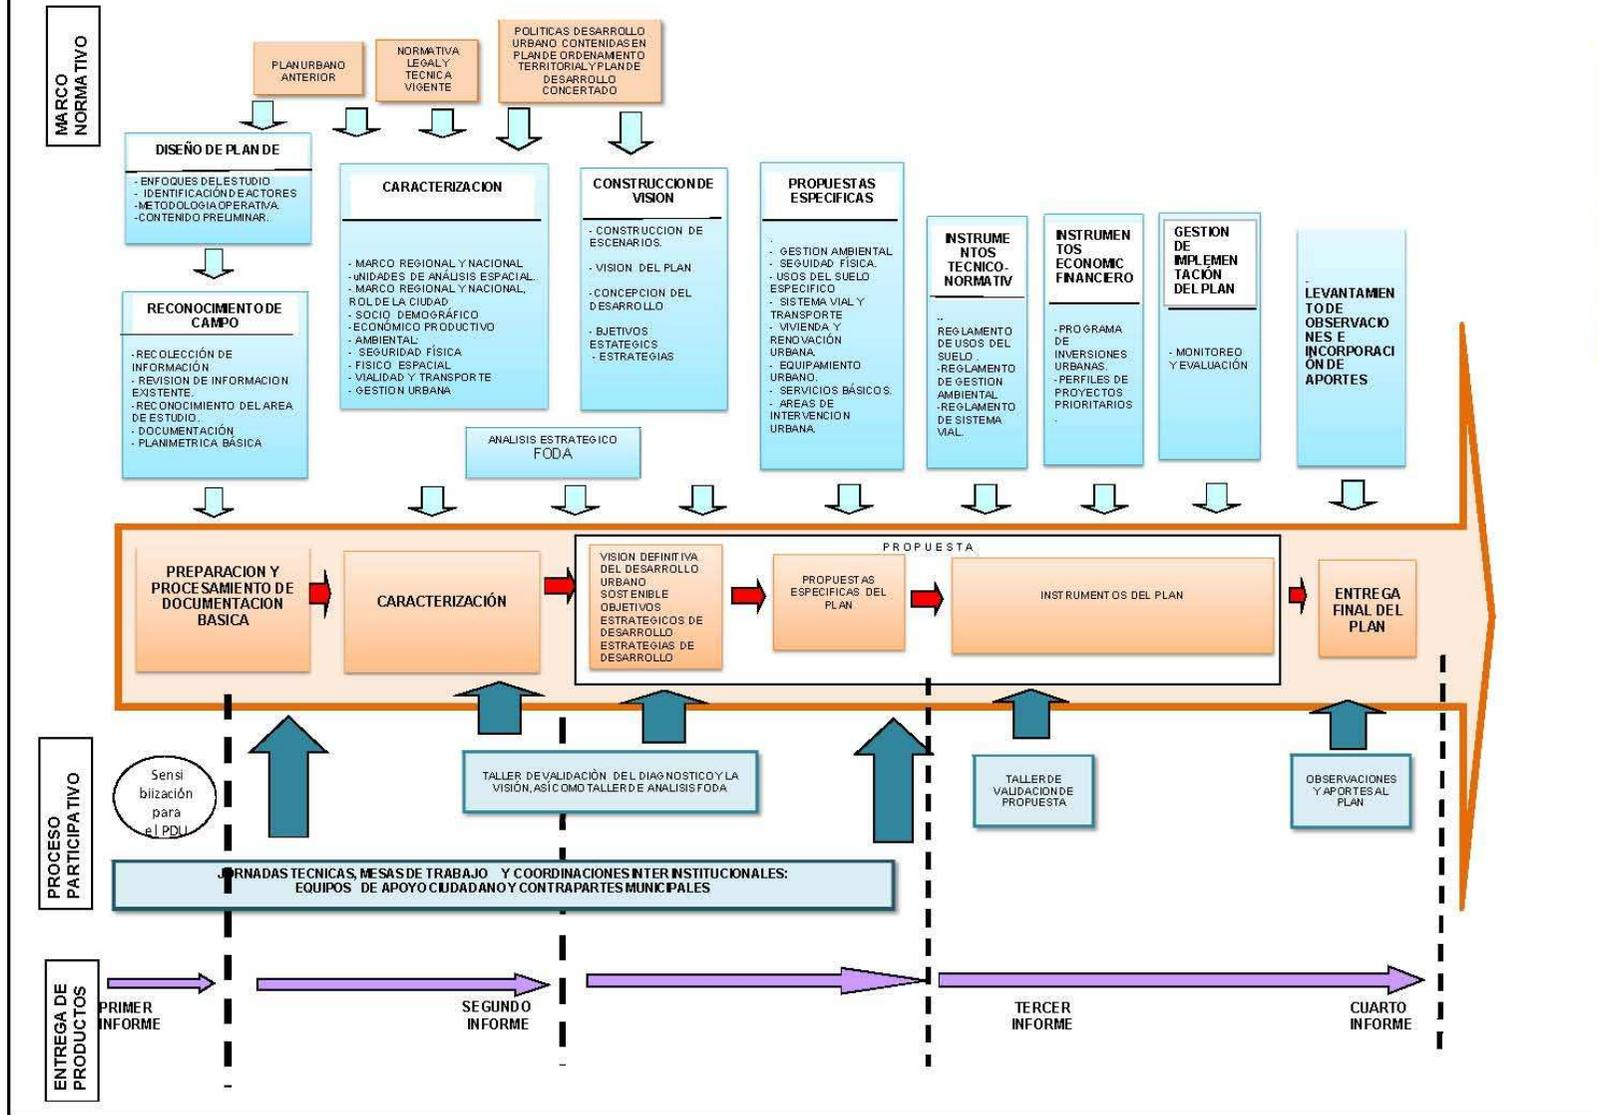 MARCO
NORMATIVO
PLAN URBANO
ANTERIOR
NORMATIVA
LEGAL Y
TECNICA
VIGENTE
POLITICAS DESARROLLO
URBANO CONTENIDAS EN
PLAN DE ORDENAMIENTO
TERRITORIAL Y PLAN DE
DESARROLLO
CONCERTADO
DISEÑO DE PLAN DE
- ENFOQUES DEL ESTUDIO
- IDENTIFICACIÓN DE ACTORES
-METODOLOGIA OPERATIVA.
-CONTENIDO PRELIMINAR.
RECONOCIMIENTO DE
CAMPO
-RECOLECCIÓN DE
INFORMACIÓN
- REVISION DE INFORMACION
EXISTENTE.
-RECONOCIMIENTO DEL AREA
DE ESTUDIO.
- DOCUMENTACIÓN
- PLANIMETRICA BÁSICA
CARACTERIZACION
- MARCO REGIONAL Y NACIONAL
- uNIDADES DE ANÁLISIS ESPACIAL.
- MARCO REGIONAL Y NACIONAL,
ROL DE LA CIUDAD
- SOCIO DEMOGRÁFICO
-ECONÓMICO PRODUCTIVO
- AMBIENTAL:
- SEGURIDAD FÍSICA
- FISICO ESPACIAL
- VIALIDAD Y TRANSPORTE
- GESTION URBANA
CONSTRUCCION DE
VISION
- CONSTRUCCION DE
ESCENARIOS.
- VISION DEL PLAN
-CONCEPCION DEL
DESARROLLO
- BJETIVOS
ESTATEGICS
- ESTRATEGIAS
ANALISIS ESTRATEGICO
FODA
PROPUESTAS
ESPECIFICAS
.
- GESTION AMBIENTAL
- SEGUIDAD FÍSICA.
- USOS DEL SUELO
ESPECIFICO
- SISTEMA VIAL Y
TRANSPORTE
- VIVIENDA Y
RENOVACIÓN
URBANA.
- EQUIPAMIENTO
URBANO.
- SERVICIOS BÁSICOS.
- AREAS DE
INTERVENCION
URBANA.
INSTRUME
NTOS
TECNICO-
NORMATIV
..
REGLAMENTO
DE USOS DEL
SUELO .
-REGLAMENTO
DE GESTION
AMBIENTAL
-REGLAMENTO
DE SISTEMA
VIAL.
INSTRUMEN
TOS
ECONOMIC
FINANCIERO
-PROGRAMA
DE
INVERSIONES
URBANAS.
-PERFILES DE
PROYECTOS
PRIORITARIOS
.
GESTION
DE
IMPLEMEN
TACIÓN
DEL PLAN
- MONITOREO
Y EVALUACIÓN
.
LEVANTAMIEN
TO DE
OBSERVACIO
NES E
INCORPORACI
ÓN DE
APORTES
PREPARACION Y
PROCESAMIENTO DE
DOCUMENTACION
BASICA
CARACTERIZACIÓN
PROPUESTA
VISION DEFINITIVA
DEL DESARROLLO
URBANO
SOSTENIBLE
OBJETIVOS
ESTRATEGICOS DE
DESARROLLO
ESTRATEGIAS DE
DESARROLLO
PROPUESTAS
ESPECIFICAS DEL
PLAN
INSTRUMENTOS DEL PLAN
ENTREGA
FINAL DEL
PLAN
PROCESO
PARTICIPATIVO
Sensi
biización
para
el PDU
TALLER DE VALIDACIÒN DEL DIAGNOSTICO Y LA
VISIÓN, ASÍ COMO TALLER DE ANALISIS FODA
TALLER DE
VALIDACION DE
PROPUESTA
OBSERVACIONES
Y APORTES AL
PLAN
JORNADAS TECNICAS, MESAS DE TRABAJO Y COORDINACIONES INTER INSTITUCIONALES:
EQUIPOS DE APOYO CIUDADANO Y CONTRAPARTES MUNICIPALES
ENTREGA DE
PRODUCTOS
PRIMER
INFORME
SEGUNDO
INFORME
TERCER
INFORME
CUARTO
INFORME